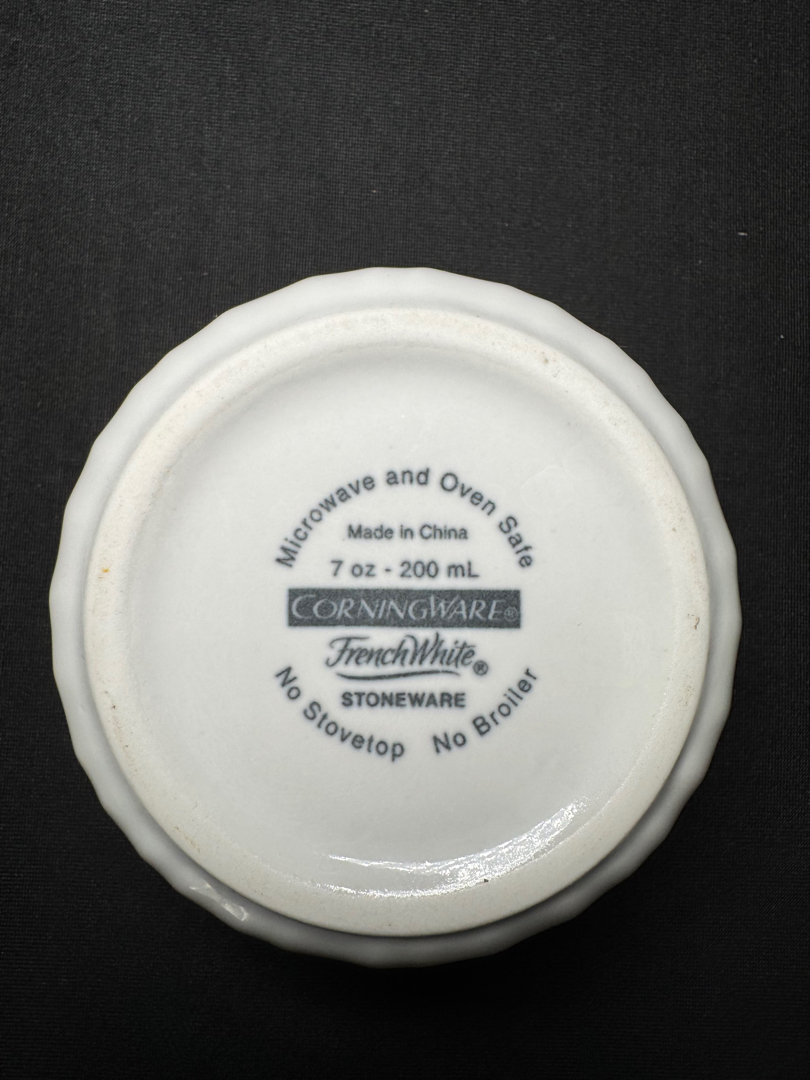 Microwave and Oven Safe
Made in China
7 oz - 200 mL
CORNINGWARE®
FrenchWhite®
STONEWARE
No Stovetop No Broiler